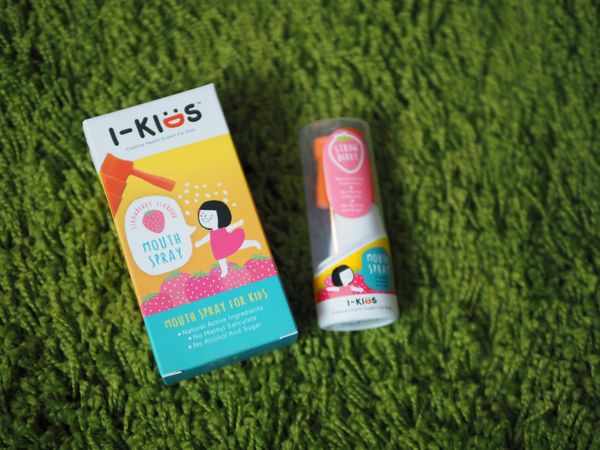 I-KIDS™
Creative Health Expert For Kids
STRAWBERRY FLAVOUR
MOUTH
SPRAY
MOUTH SPRAY FOR KIDS
• Natural Active Ingredients
• No Methyl Salicylate
• No Alcohol And Sugar
STRAW
BERRY
MOUTH
SPRAY
I-KIDS
Creative Health Expert For Kids